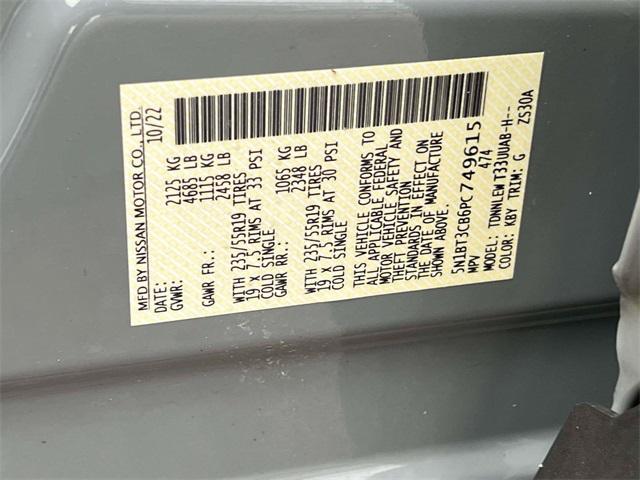 MFD BY NISSAN MOTOR CO., LTD.
DATE: 10/22
GVWR: 2125 KG
4685 LB
GAWR FR.: 1115 KG
2458 LB
WITH 235/55R19 TIRES
19 X 7.5 RIMS AT 33 PSI
COLD SINGLE
GAWR RR.: 1065 KG
2348 LB
WITH 235/55R19 TIRES
19 X 7.5 RIMS AT 30 PSI
COLD SINGLE
THIS VEHICLE CONFORMS TO
ALL APPLICABLE FEDERAL
MOTOR VEHICLE SAFETY AND
THEFT PREVENTION
STANDARDS IN EFFECT ON
THE DATE OF MANUFACTURE
SHOWN ABOVE.
5N1BT3CB6PC749615
MPV 474
MODEL: TDNNLEW T33UUAB-H--
COLOR: KBY TRIM: G ZS30A